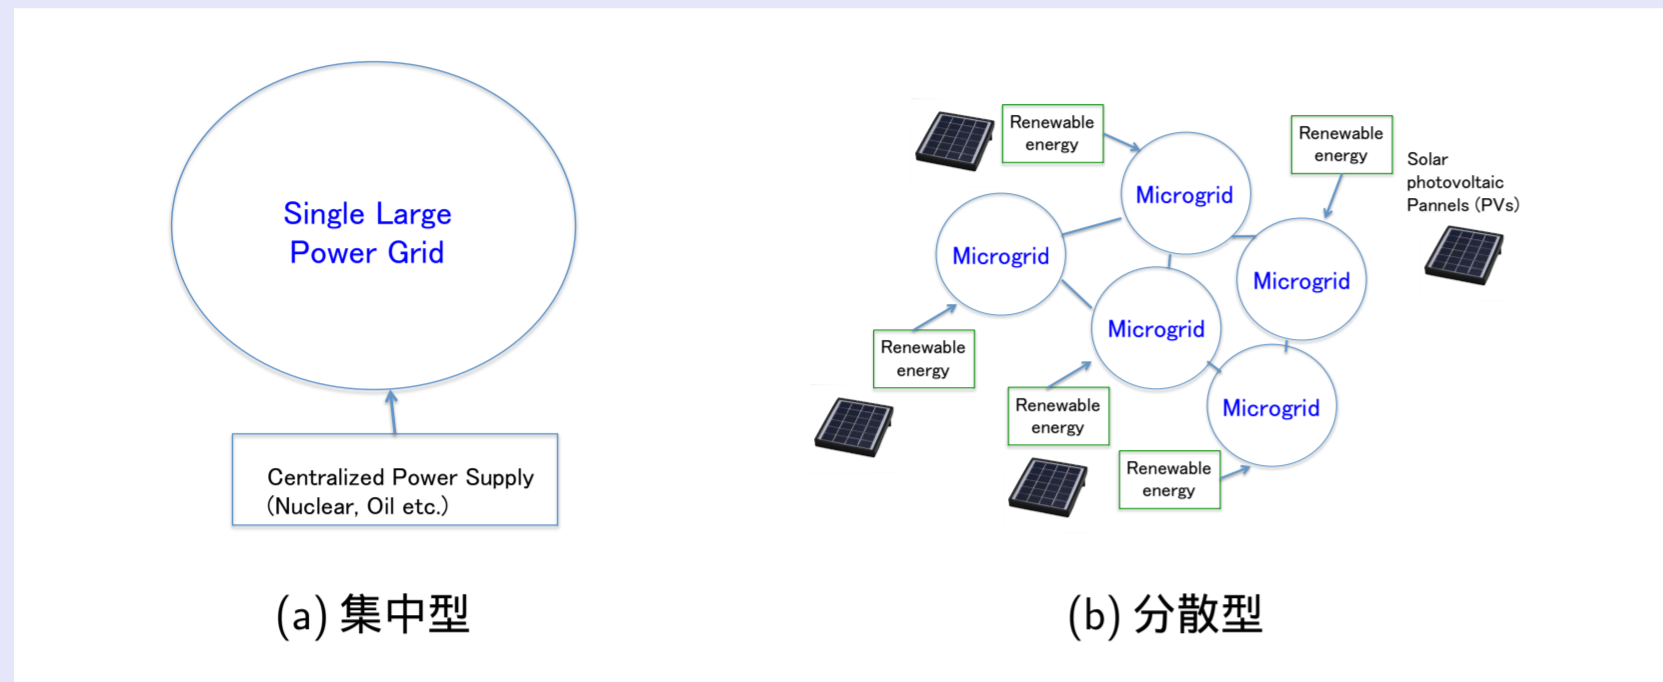 Single Large
Power Grid
Centralized Power Supply
(Nuclear, Oil etc.)
(a) 集中型
Renewable
energy
Microgrid
Renewable
energy
Solar
photovoltaic
Pannels (PVs)
Microgrid
Microgrid
Microgrid
Renewable
energy
Renewable
energy
Microgrid
Renewable
energy
(b) 分散型